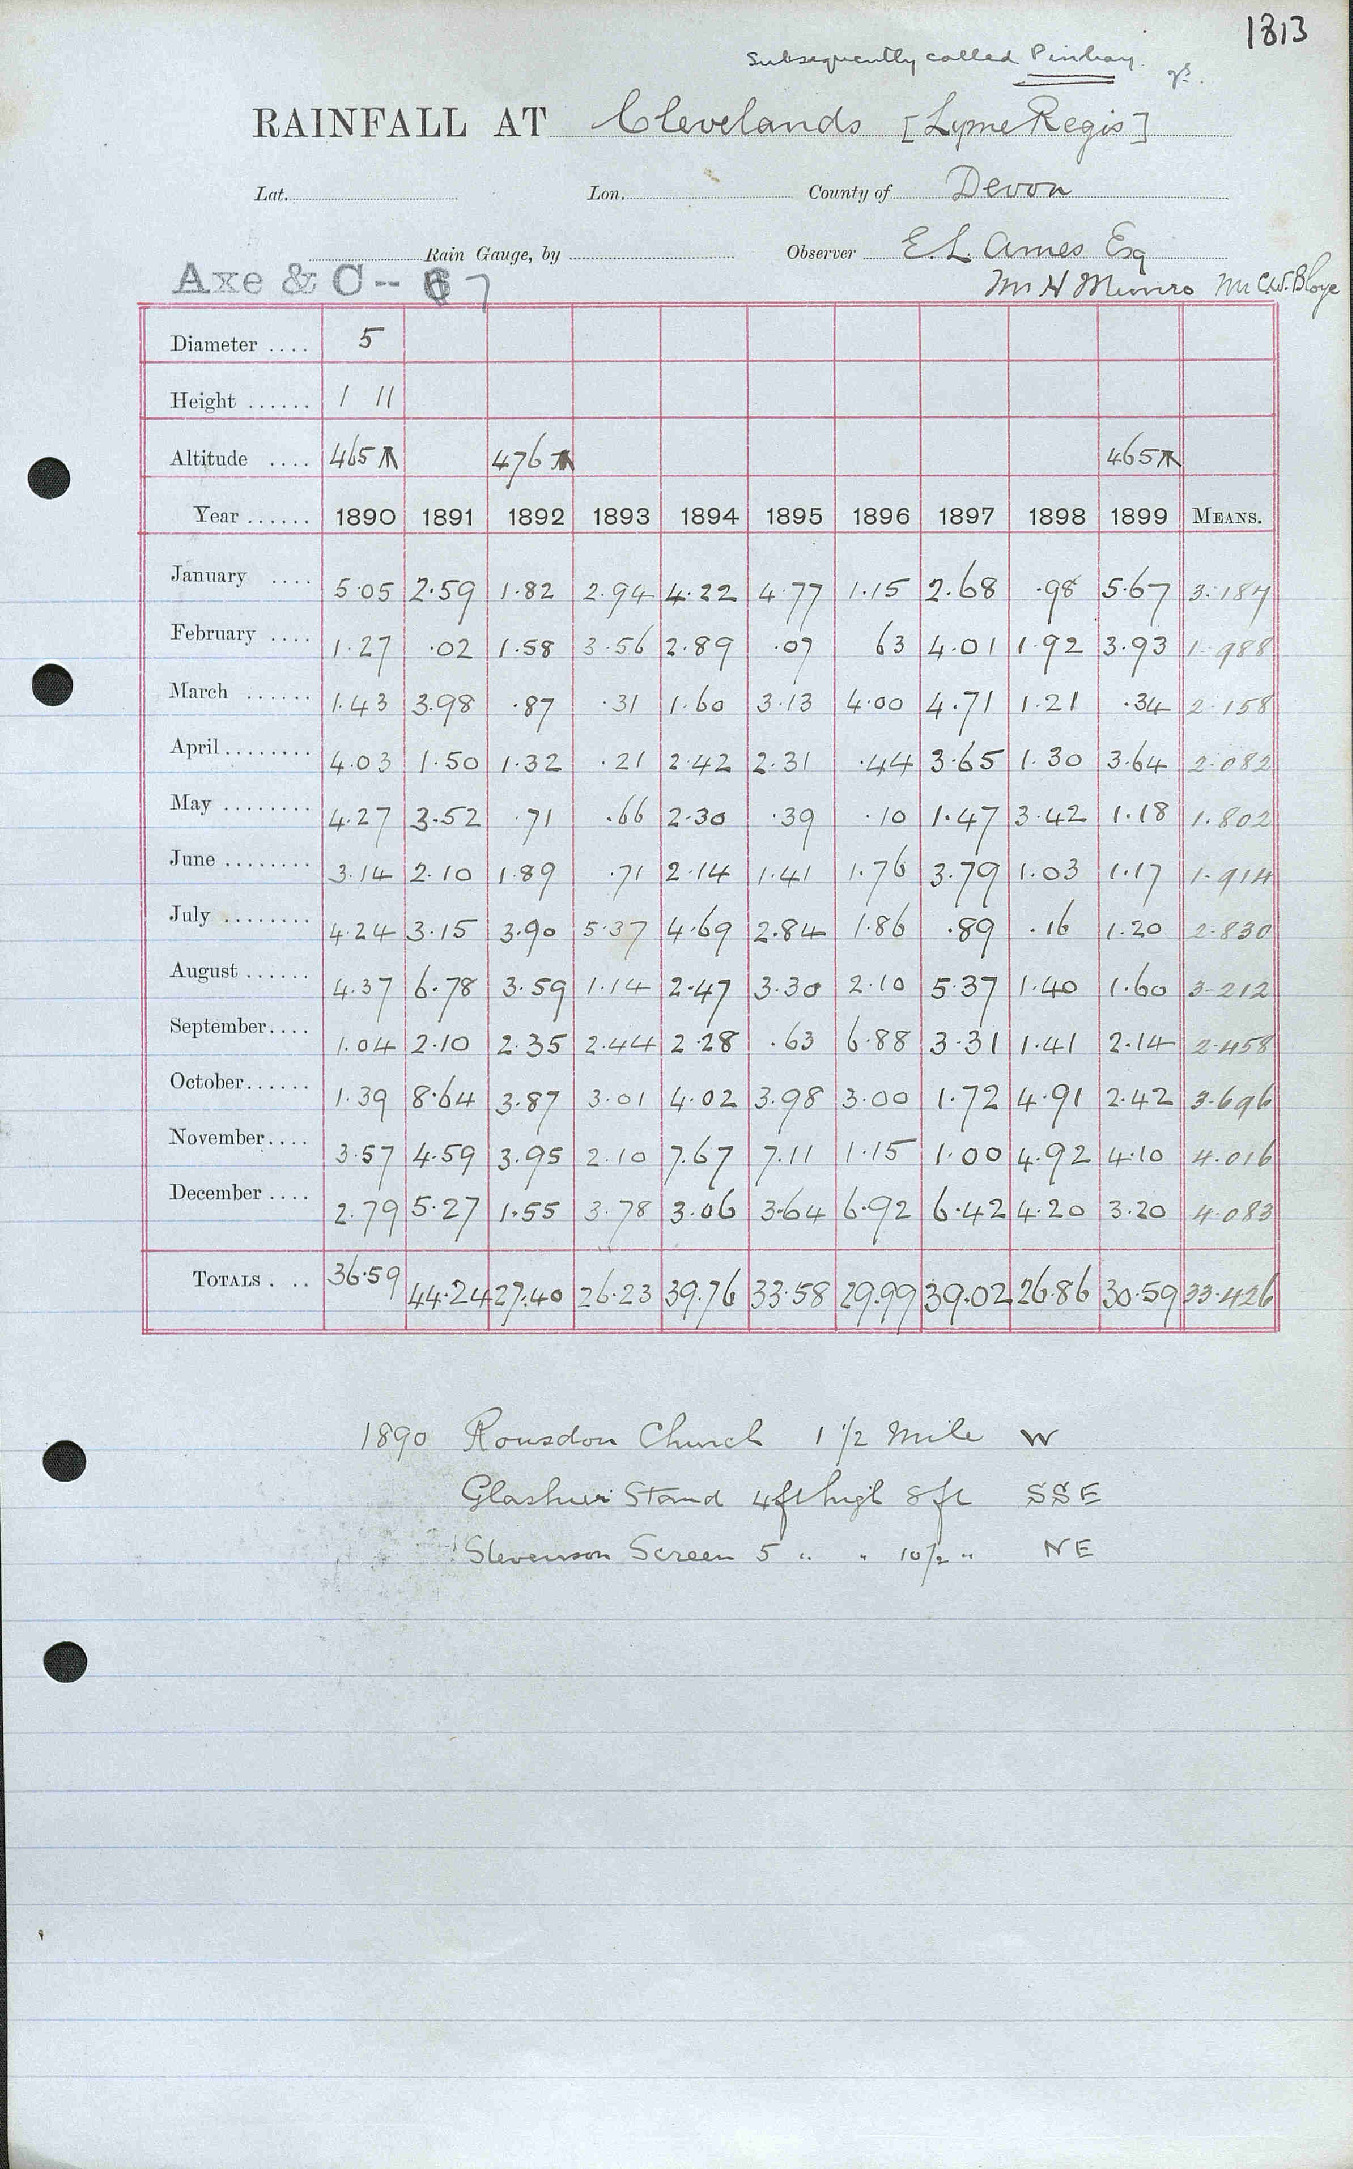 1813
Subsequently called Pinhay. qs.
RAINFALL AT Clevelands [Lyme Regis]
Lat. Lon. County of Devon
Rain Gauge, by Observer E. L. Ames Esq
Axe & C -- 67 Mr H Munro Mr C.W. Bloye
Diameter .... 5
Height ...... 1 11
Altitude .... 465 476 465
Year ...... 1890 1891 1892 1893 1894 1895 1896 1897 1898 1899 MEANS.
January .... 5.05 2.59 1.82 2.94 4.22 4.77 1.15 2.68 .98 5.67 3.187
February .... 1.27 .02 1.58 3.56 2.89 .07 63 4.01 1.92 3.93 1.988
March ...... 1.43 3.98 .87 .31 1.60 3.13 4.00 4.71 1.21 .34 2.158
April ........ 4.03 1.50 1.32 .21 2.42 2.31 .44 3.65 1.30 3.64 2.082
May ........ 4.27 3.52 .71 .66 2.30 .39 .10 1.47 3.42 1.18 1.802
June ........ 3.14 2.10 1.89 .71 2.14 1.41 1.76 3.79 1.03 1.17 1.914
July ........ 4.24 3.15 3.90 5.37 4.69 2.84 1.86 .89 .16 1.20 2.830
August ...... 4.37 6.78 3.59 1.14 2.47 3.30 2.10 5.37 1.40 1.60 3.212
September.... 1.04 2.10 2.35 2.44 2.28 .63 6.88 3.31 1.41 2.14 2.458
October...... 1.39 8.64 3.87 3.01 4.02 3.98 3.00 1.72 4.91 2.42 3.696
November.... 3.57 4.59 3.95 2.10 7.67 7.11 1.15 1.00 4.92 4.10 4.016
December .... 2.79 5.27 1.55 3.78 3.06 3.64 6.92 6.42 4.20 3.20 4.083
TOTALS . .. 36.59 44.24 27.40 26.23 39.76 33.58 29.99 39.02 26.86 30.59 33.426
1890 Rousdon Church 1 1/2 Mile W
Glashier Stand 4ft high 8 ft SSE
Stevenson Screen 5 " " 10 1/2 " NE